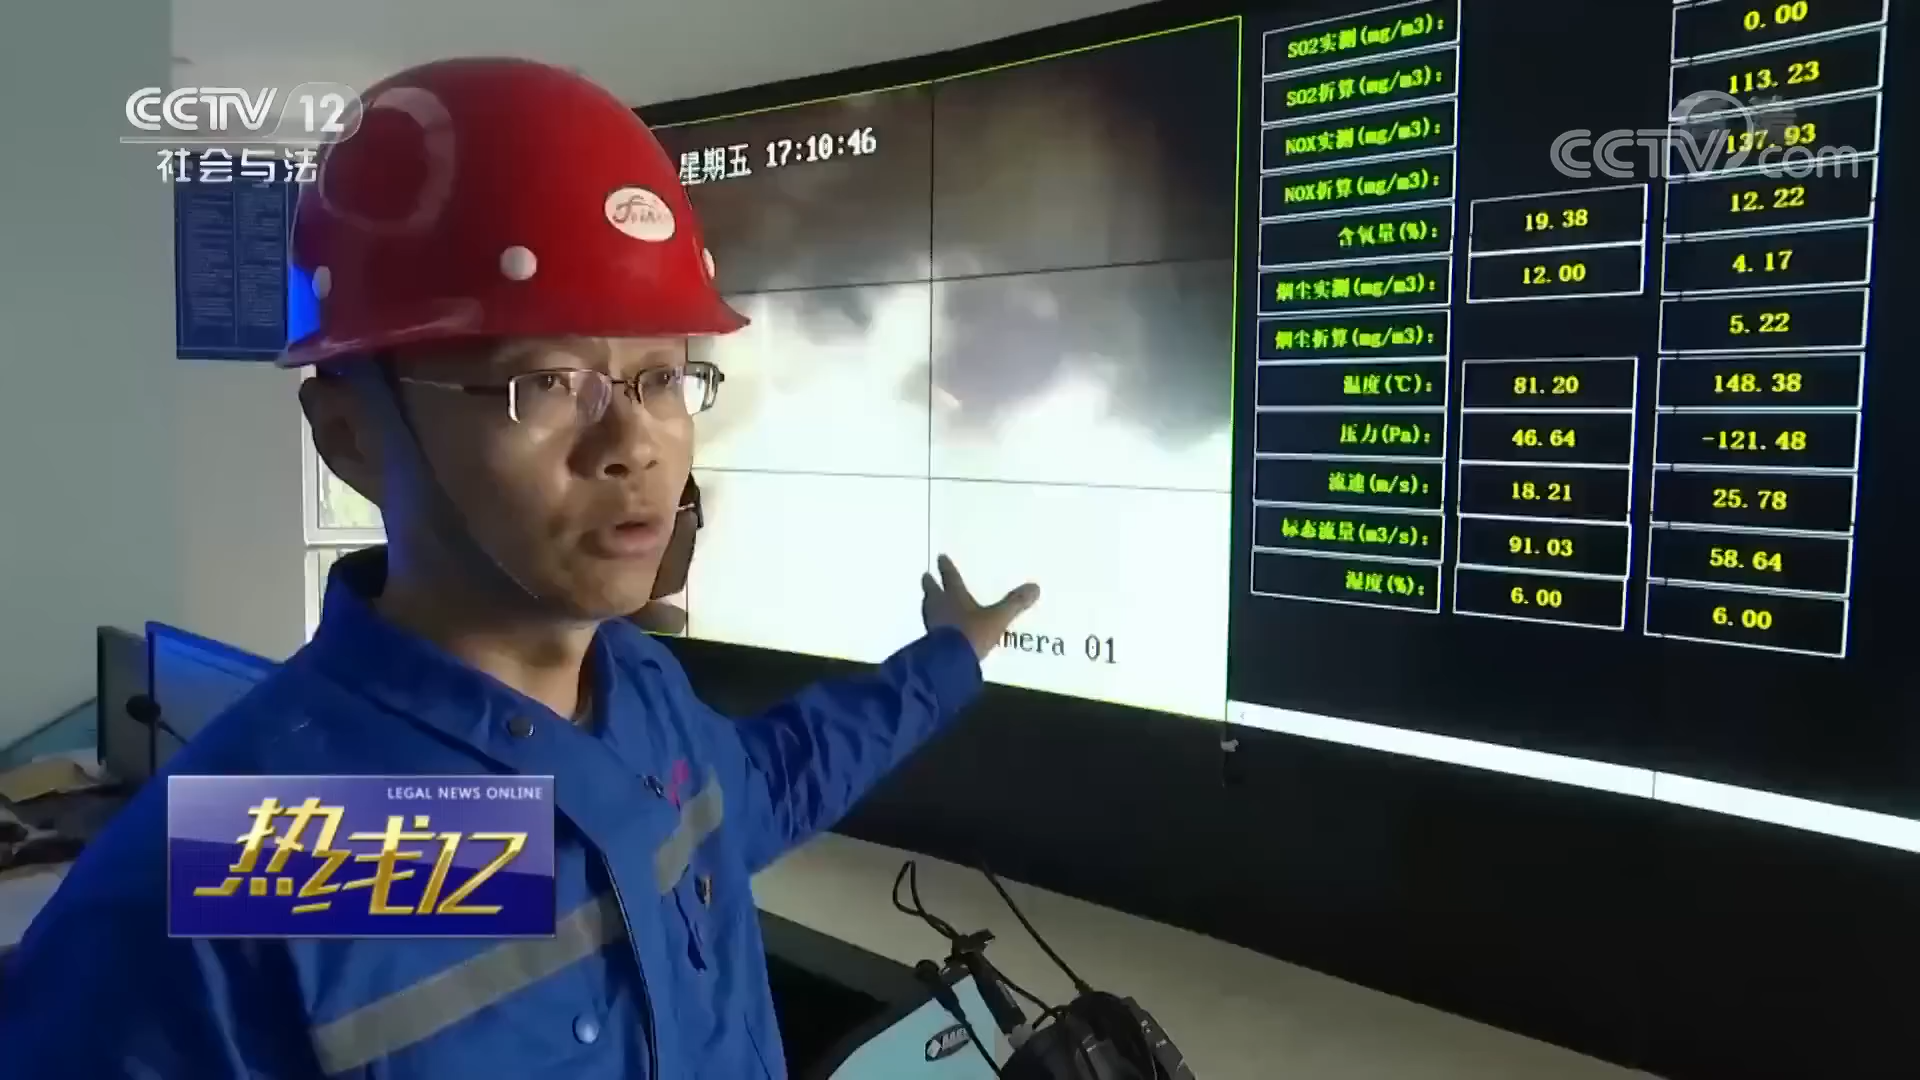 CCTV 12
社会与法
星期五 17:10:46
mera 01
CCTV.com
SO2实测(mg/m3): 0.00
SO2折算(mg/m3): 113.23
NOX实测(mg/m3): 137.93
NOX折算(mg/m3): 12.22
含氧量(%): 19.38 4.17
烟尘实测(mg/m3): 12.00 5.22
烟尘折算(mg/m3):
温度(℃): 81.20 148.38
压力(Pa): 46.64 -121.48
流速(m/s): 18.21 25.78
标态流量(m3/s): 91.03 58.64
湿度(%): 6.00 6.00
LEGAL NEWS ONLINE
热线12